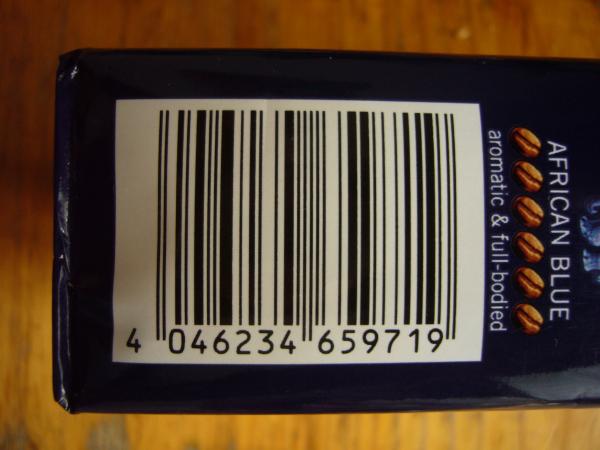 4 046234 659719
AFRICAN BLUE
aromatic & full-bodied